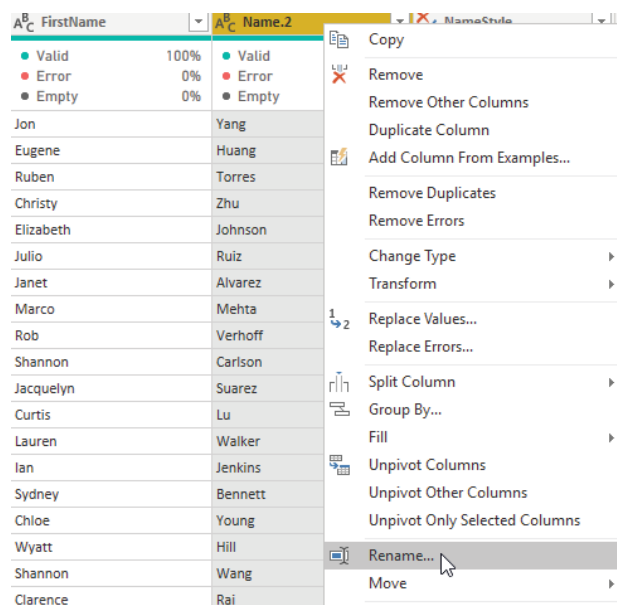 ABC FirstName
ABC Name.2
NameStyle
Valid 100%
Error 0%
Empty 0%
Valid
Error
Empty
Jon Yang
Eugene Huang
Ruben Torres
Christy Zhu
Elizabeth Johnson
Julio Ruiz
Janet Alvarez
Marco Mehta
Rob Verhoff
Shannon Carlson
Jacquelyn Suarez
Curtis Lu
Lauren Walker
Ian Jenkins
Sydney Bennett
Chloe Young
Wyatt Hill
Shannon Wang
Clarence Rai
Copy
Remove
Remove Other Columns
Duplicate Column
Add Column From Examples...
Remove Duplicates
Remove Errors
Change Type
Transform
1 2 Replace Values...
Replace Errors...
Split Column
Group By...
Fill
Unpivot Columns
Unpivot Other Columns
Unpivot Only Selected Columns
Rename...
Move